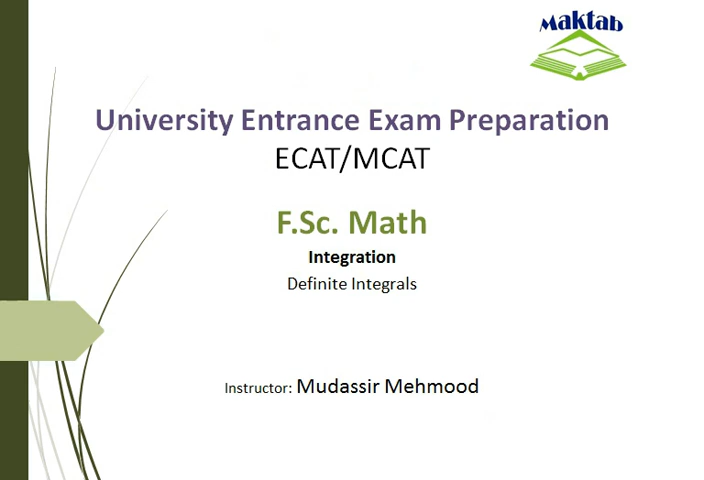 Maktab
University Entrance Exam Preparation
ECAT/MCAT
F.Sc. Math
Integration
Definite Integrals
Instructor: Mudassir Mehmood